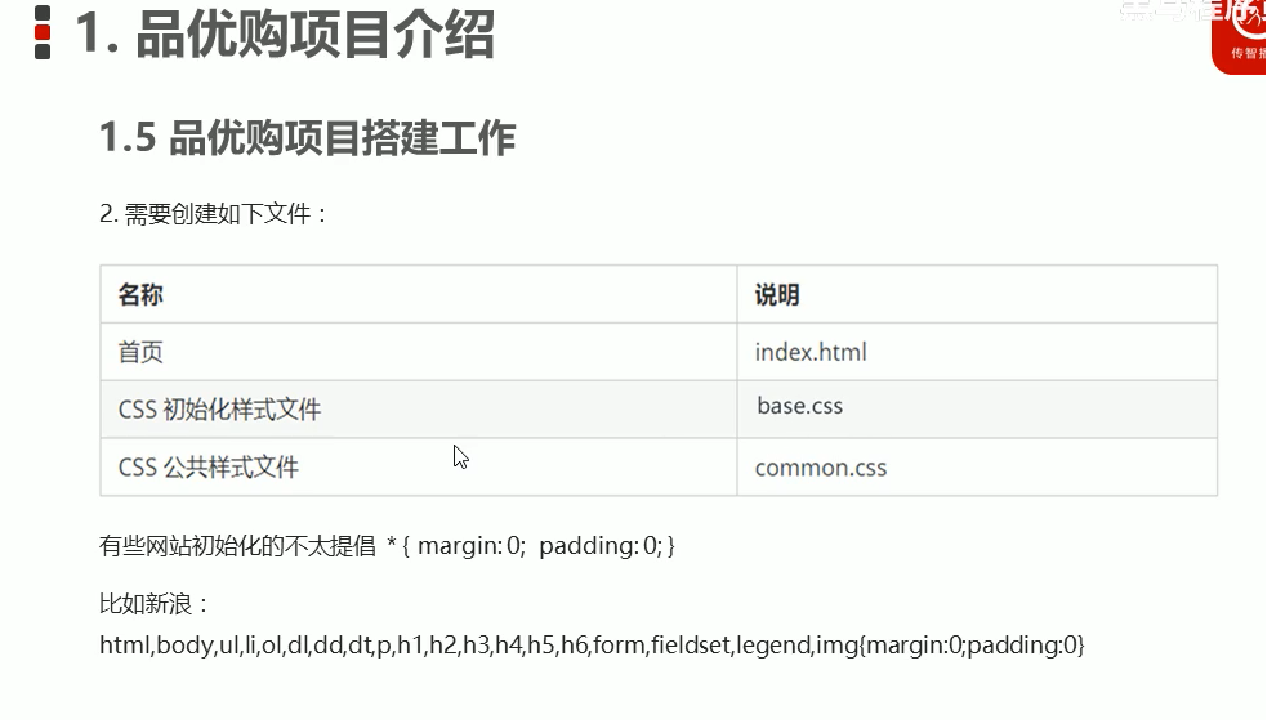 1. 品优购项目介绍
1.5 品优购项目搭建工作
2. 需要创建如下文件：
名称 说明
首页 index.html
CSS 初始化样式文件 base.css
CSS 公共样式文件 common.css
有些网站初始化的不太提倡 * { margin: 0; padding: 0; }
比如新浪：
html,body,ul,li,ol,dl,dd,dt,p,h1,h2,h3,h4,h5,h6,form,fieldset,legend,img{margin:0;padding:0}
传智播